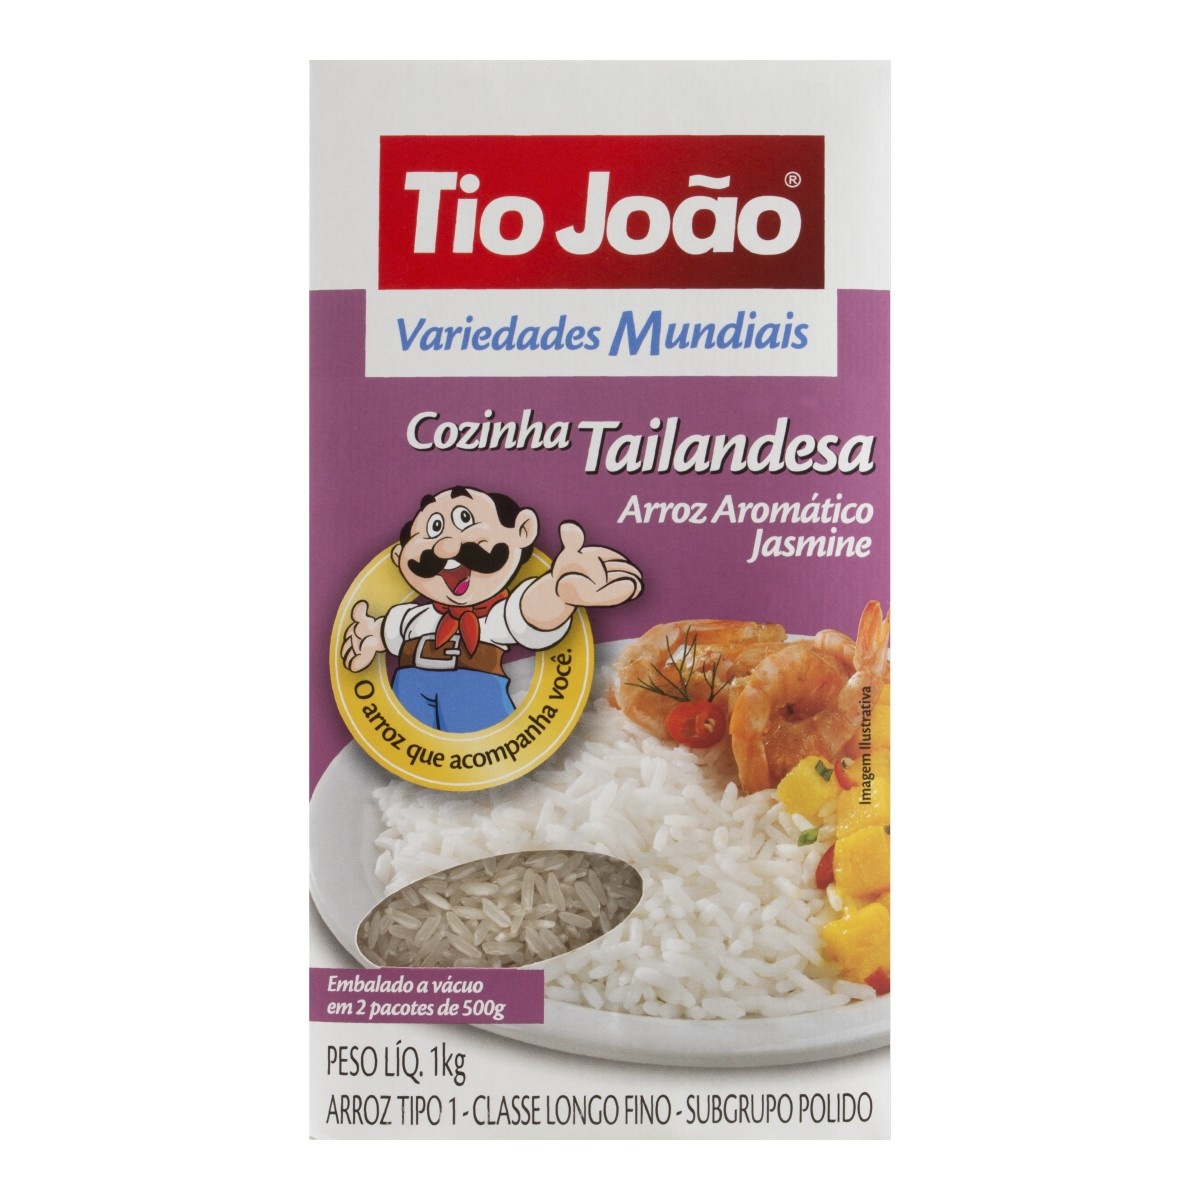 Tio João®
Variedades Mundiais
Cozinha Tailandesa
Arroz Aromático
Jasmine
O arroz que acompanha você.
Imagem Ilustrativa
Embalado a vácuo
em 2 pacotes de 500g
PESO LÍQ. 1kg
ARROZ TIPO 1 - CLASSE LONGO FINO - SUBGRUPO POLIDO